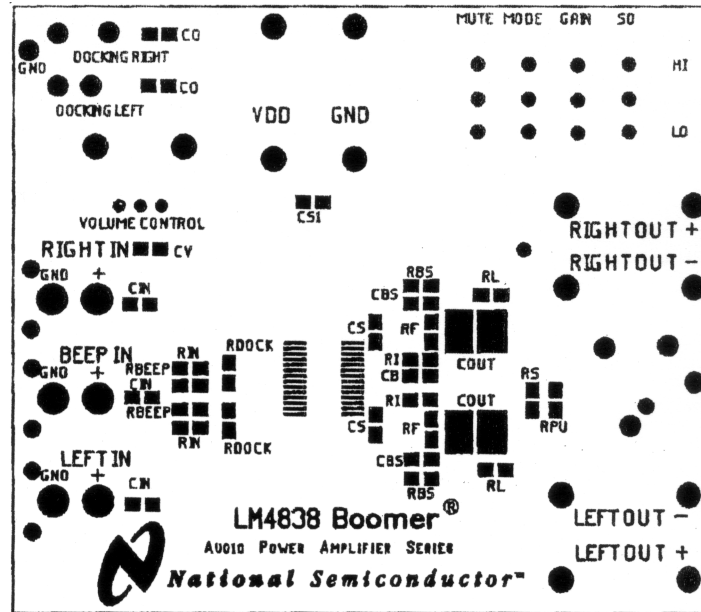 MUTE MODE GAIN SD
CO
DOCKING RIGHT
GND
HI
CO
DOCKING LEFT
VDD GND
LO
VOLUME CONTROL
CS1
RIGHTOUT +
RIGHT IN
CV
RIGHTOUT -
GND +
CIN
RBS
RL
CBS
CS
RF
BEEP IN
RIN
RDOCK
GND +
RBEEP
RI
COUT
CIN
CB
RS
RBEEP
RI
COUT
RIN
CS
RF
RPU
RDOCK
LEFT IN
CBS
GND +
CIN
RBS
RL
LM4838 Boomer®
LEFTOUT -
AUDIO POWER AMPLIFIER SERIES
LEFTOUT +
National Semiconductor™